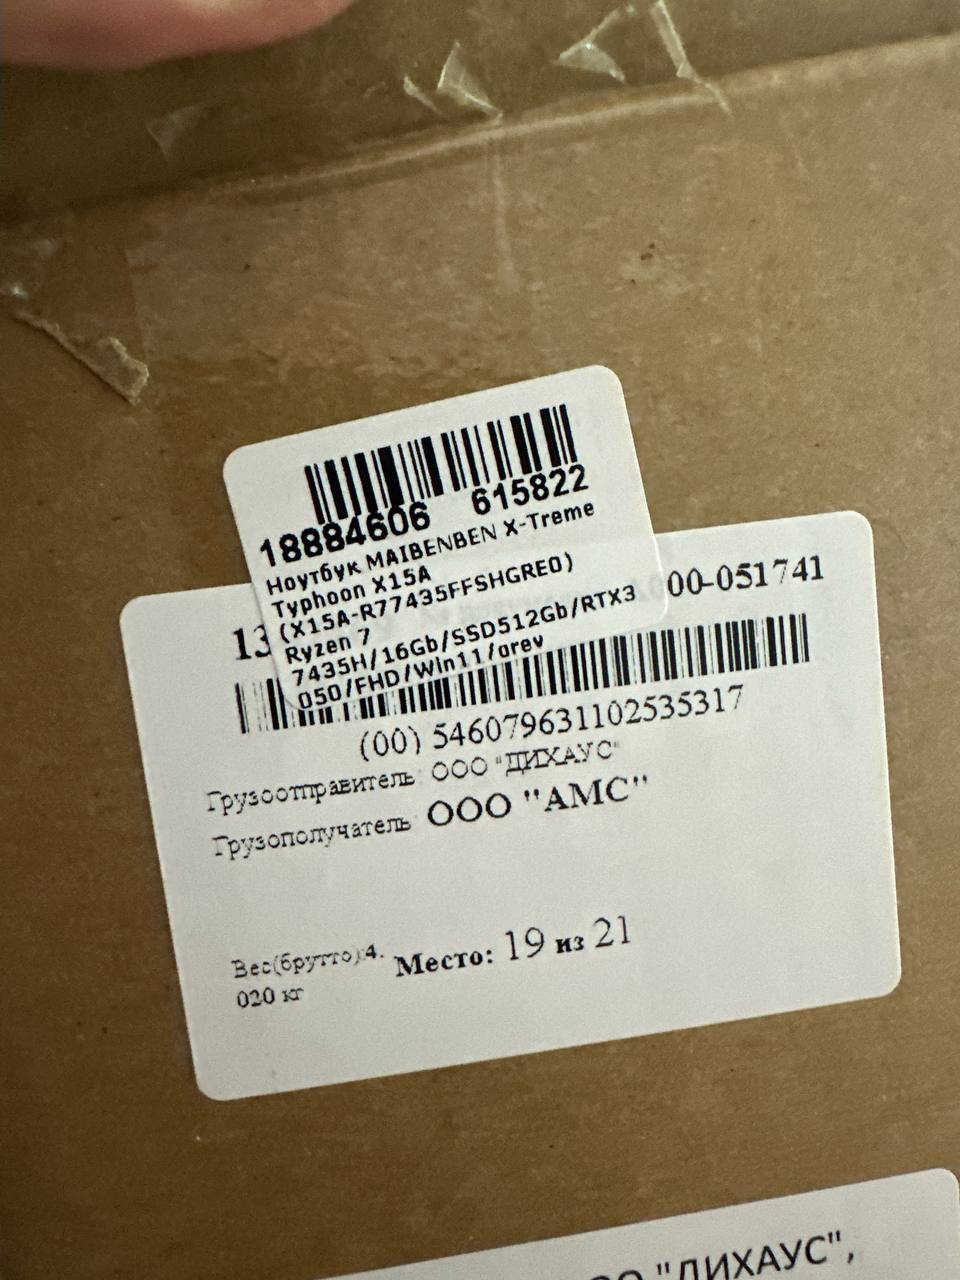 18884606 615822
Ноутбук MAIBENBEN X-Treme
Typhoon X15A
(X15A-R77435FFSHGRE0)
Ryzen 7
7435H/16Gb/SSD512Gb/RTX3
050/FHD/Win11/grey
13
00-051741
(00) 546079631102535317
Грузоотправитель: ООО "ДИХАУС"
Грузополучатель: ООО "АМС"
Вес(брутто):4.
020 кг
Место: 19 из 21
"ДИХАУС",